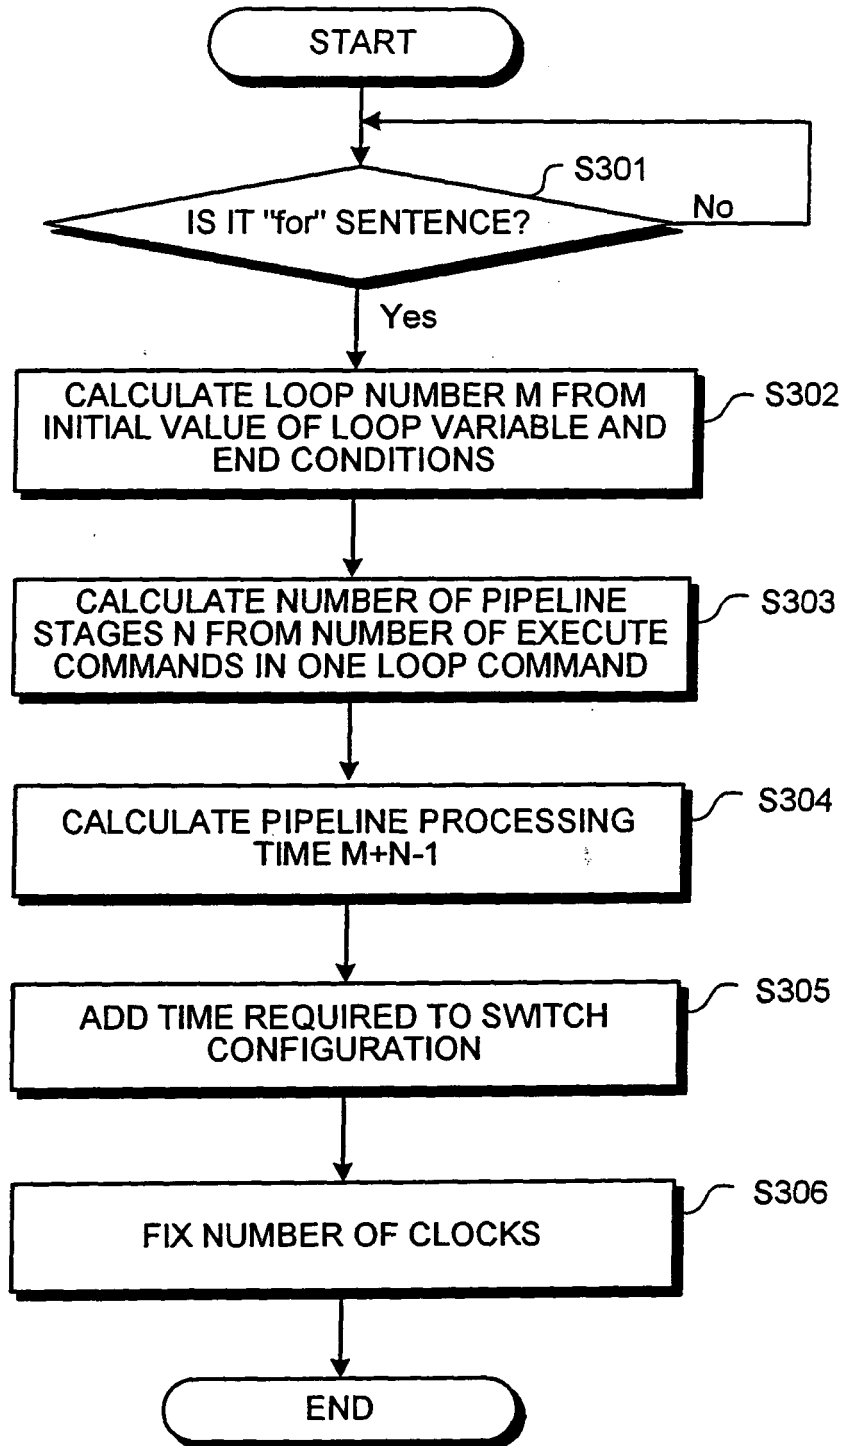 START
S301
IS IT "for" SENTENCE?
No
Yes
CALCULATE LOOP NUMBER M FROM
INITIAL VALUE OF LOOP VARIABLE AND
END CONDITIONS
S302
CALCULATE NUMBER OF PIPELINE
STAGES N FROM NUMBER OF EXECUTE
COMMANDS IN ONE LOOP COMMAND
S303
CALCULATE PIPELINE PROCESSING
TIME M+N-1
S304
ADD TIME REQUIRED TO SWITCH
CONFIGURATION
S305
FIX NUMBER OF CLOCKS
S306
END